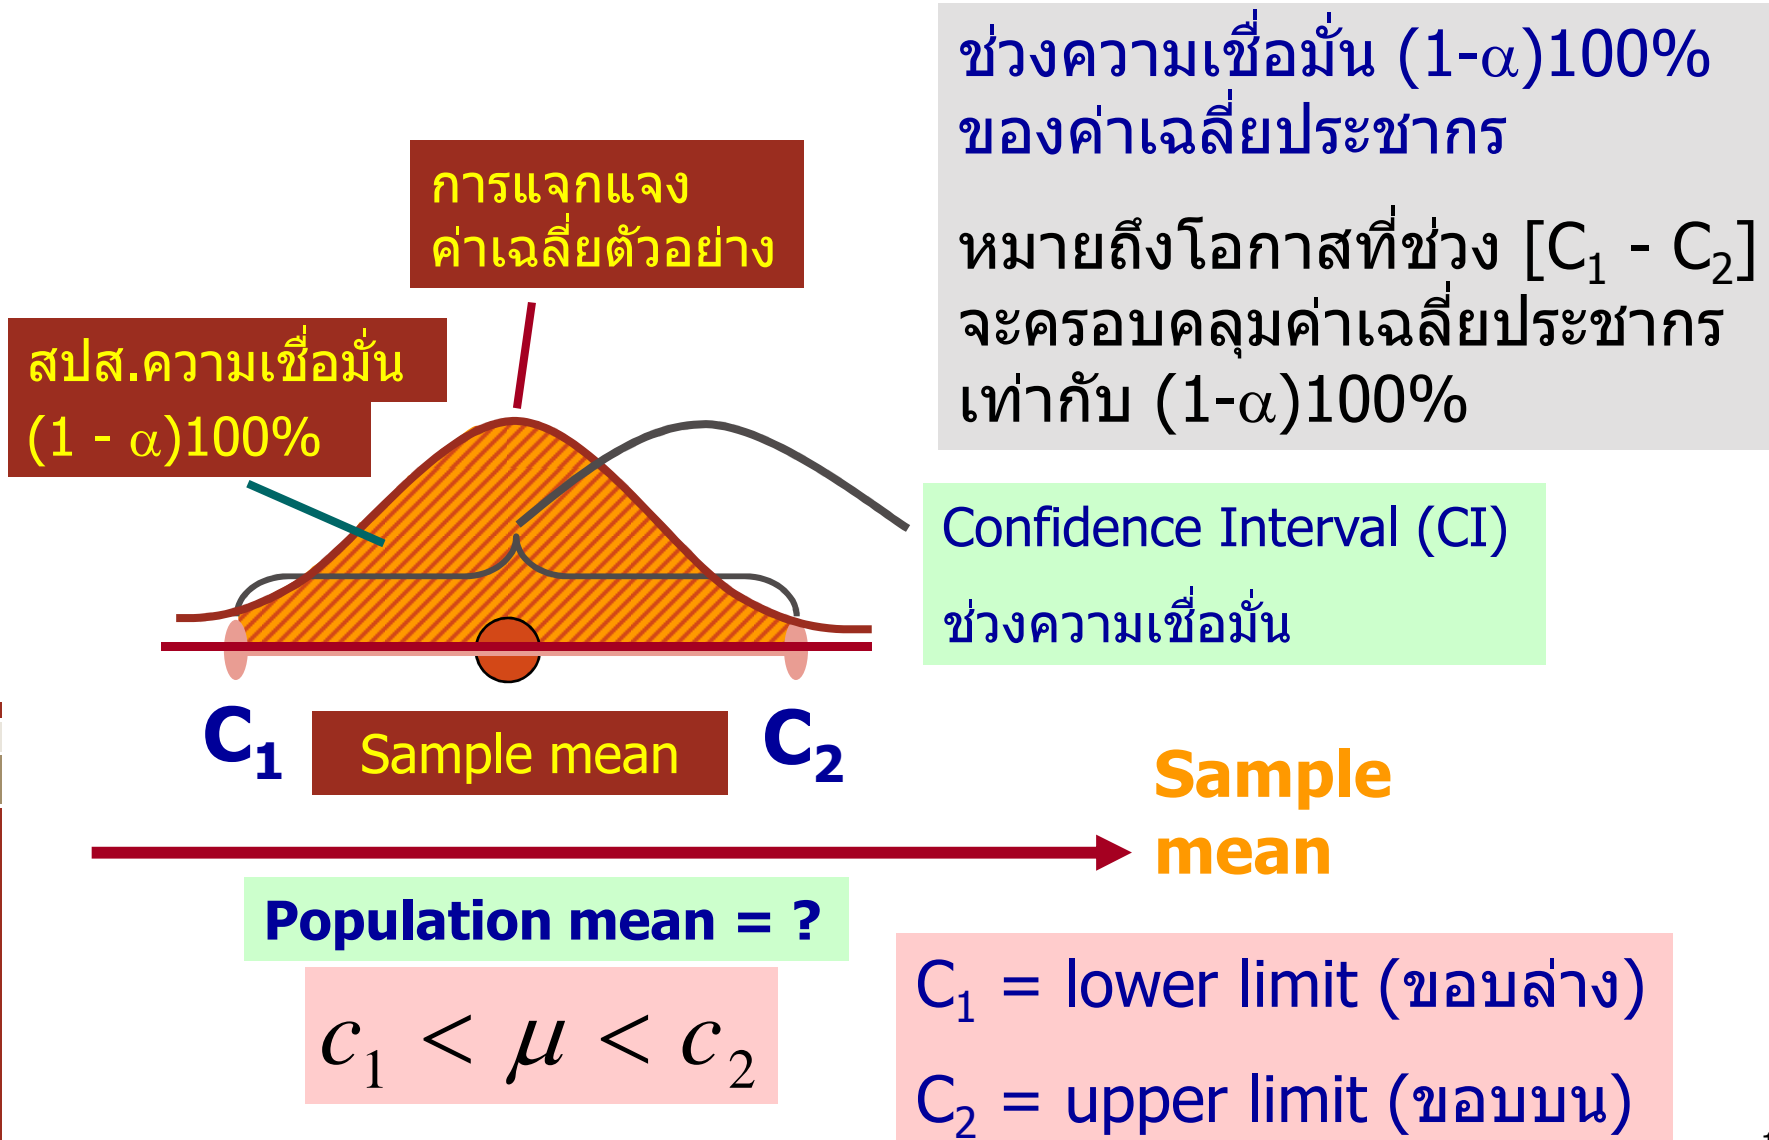 ช่วงความเชื่อมั่น (1-α)100%
ของค่าเฉลี่ยประชากร
หมายถึงโอกาสที่ช่วง [C₁ - C₂]
จะครอบคลุมค่าเฉลี่ยประชากร
เท่ากับ (1-α)100%
การแจกแจง
ค่าเฉลี่ยตัวอย่าง
สปส.ความเชื่อมั่น
(1 - α)100%
Confidence Interval (CI)
ช่วงความเชื่อมั่น
C₁
Sample mean
C₂
Sample
mean
Population mean = ?
c₁ < μ < c₂
C₁ = lower limit (ขอบล่าง)
C₂ = upper limit (ขอบบน)